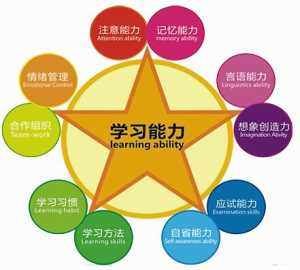 注意能力
Attention ability
记忆能力
memory ability
情绪管理
Emotional Control
言语能力
Linguistics ability
合作组织
Team-work
学习能力
learning ability
想象创造力
Imagination Ability
学习习惯
Learning habit
应试能力
Examination skills
学习方法
Learning skills
自省能力
Self-awareness ability